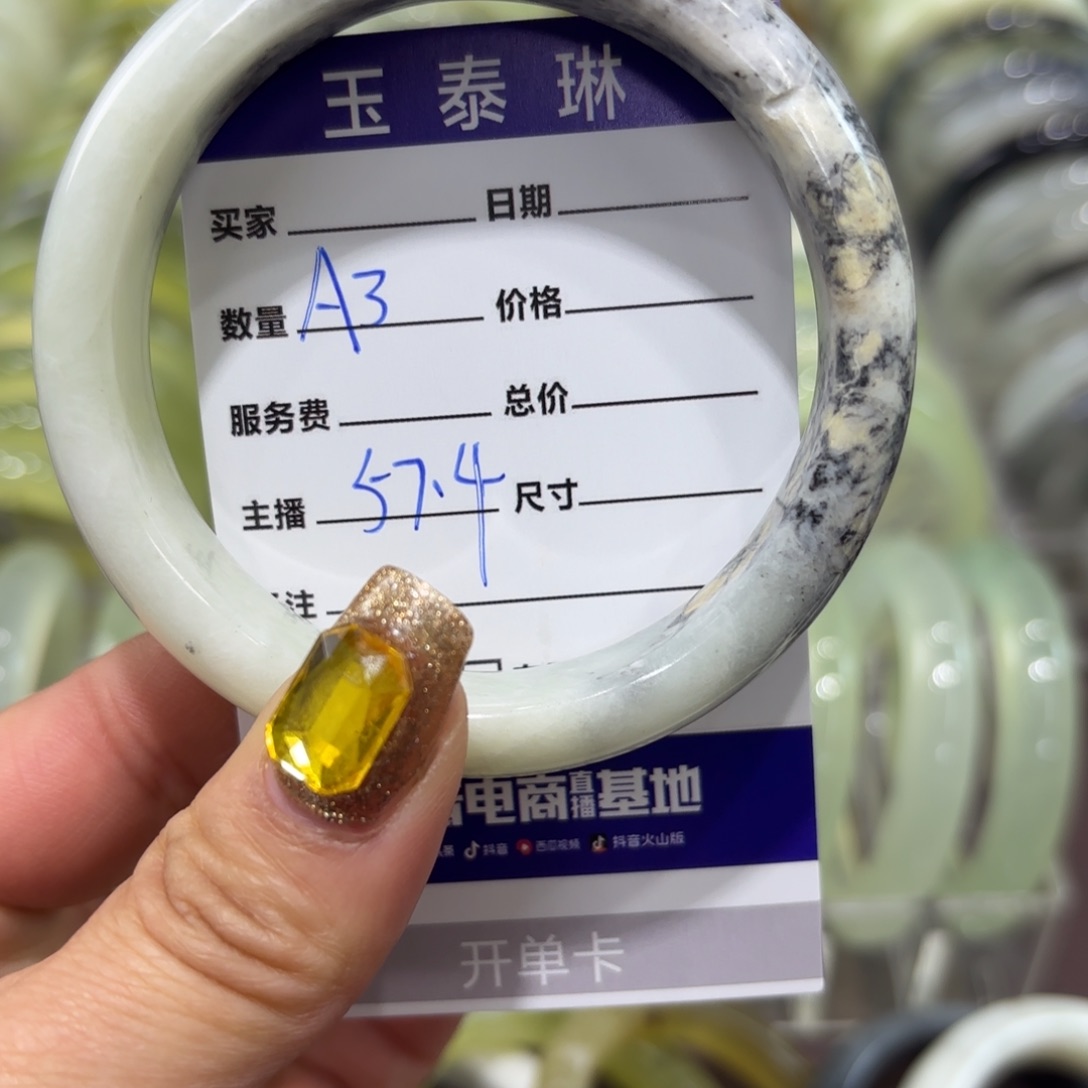 玉泰琳
买家 日期
数量 A3 价格
服务费 总价
主播 57.4 尺寸
注
电商直播基地
抖音 西瓜视频 抖音火山版
开单卡